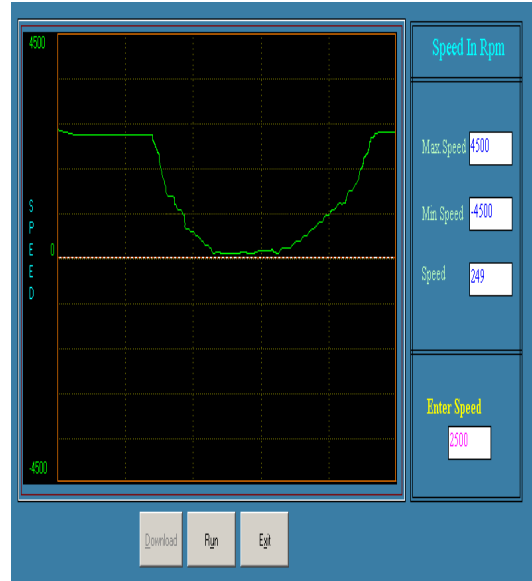 4500
S
P
E
E
D
0
-4500
Speed In Rpm
Max Speed 4500
Min Speed -4500
Speed 249
Enter Speed
2500
Download Run Exit